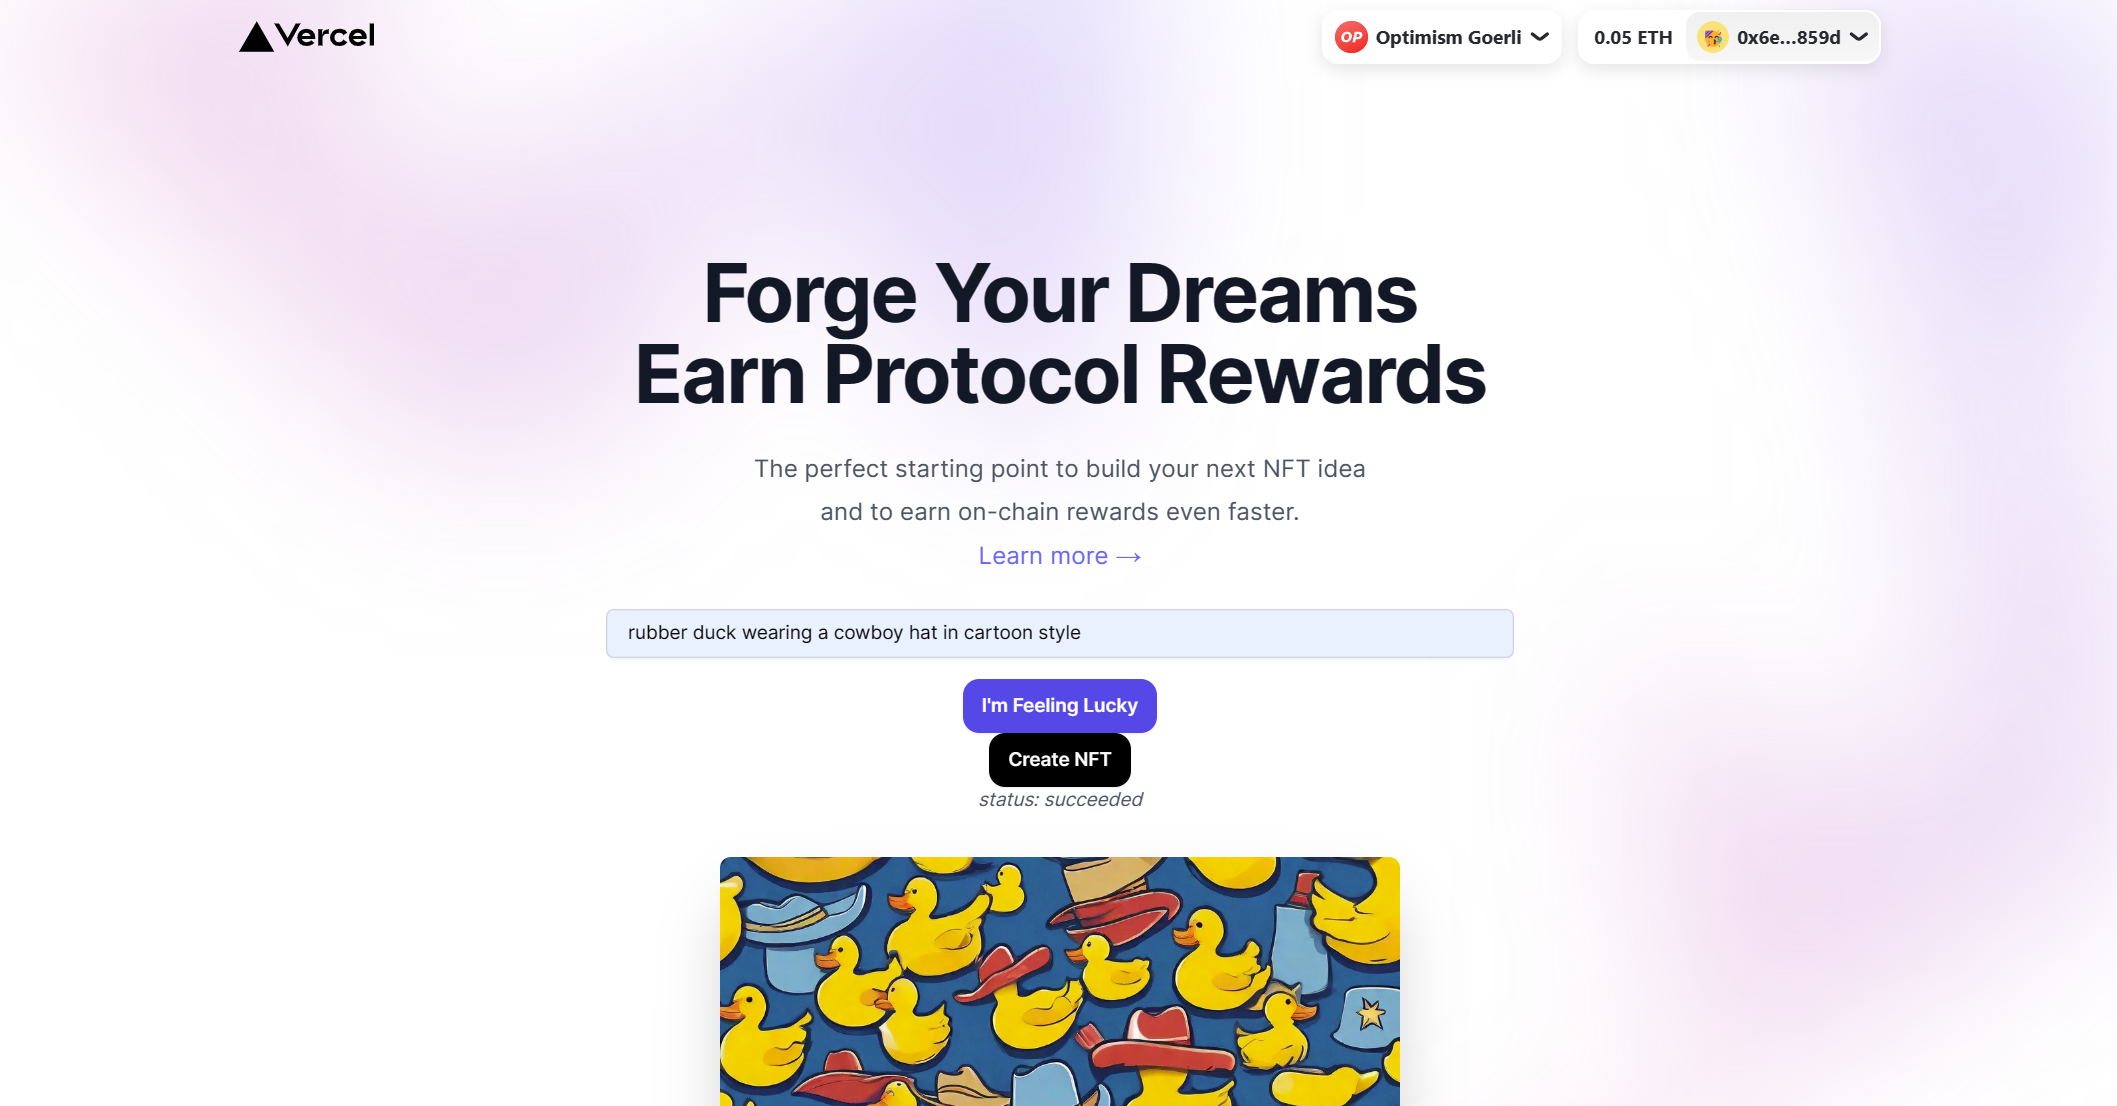 Vercel
OP Optimism Goerli
0.05 ETH
0x6e...859d
Forge Your Dreams
Earn Protocol Rewards
The perfect starting point to build your next NFT idea
and to earn on-chain rewards even faster.
Learn more →
rubber duck wearing a cowboy hat in cartoon style
I'm Feeling Lucky
Create NFT
status: succeeded